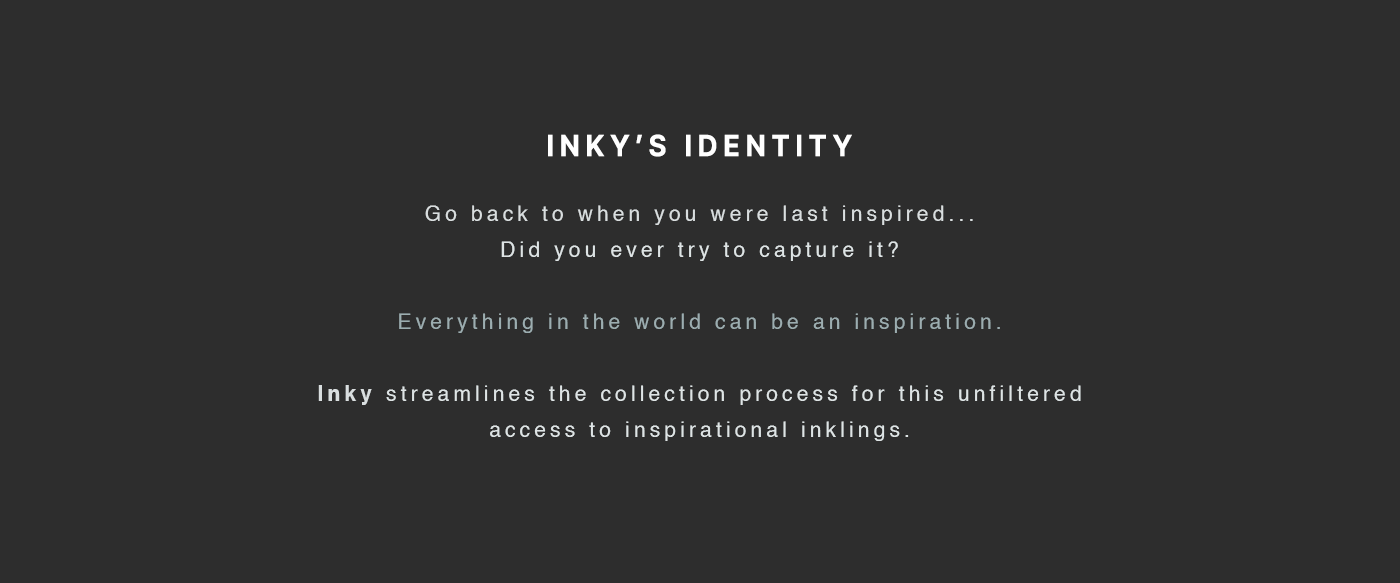 INKY’S IDENTITY
Go back to when you were last inspired...
Did you ever try to capture it?
Everything in the world can be an inspiration.
Inky streamlines the collection process for this unfiltered
access to inspirational inklings.